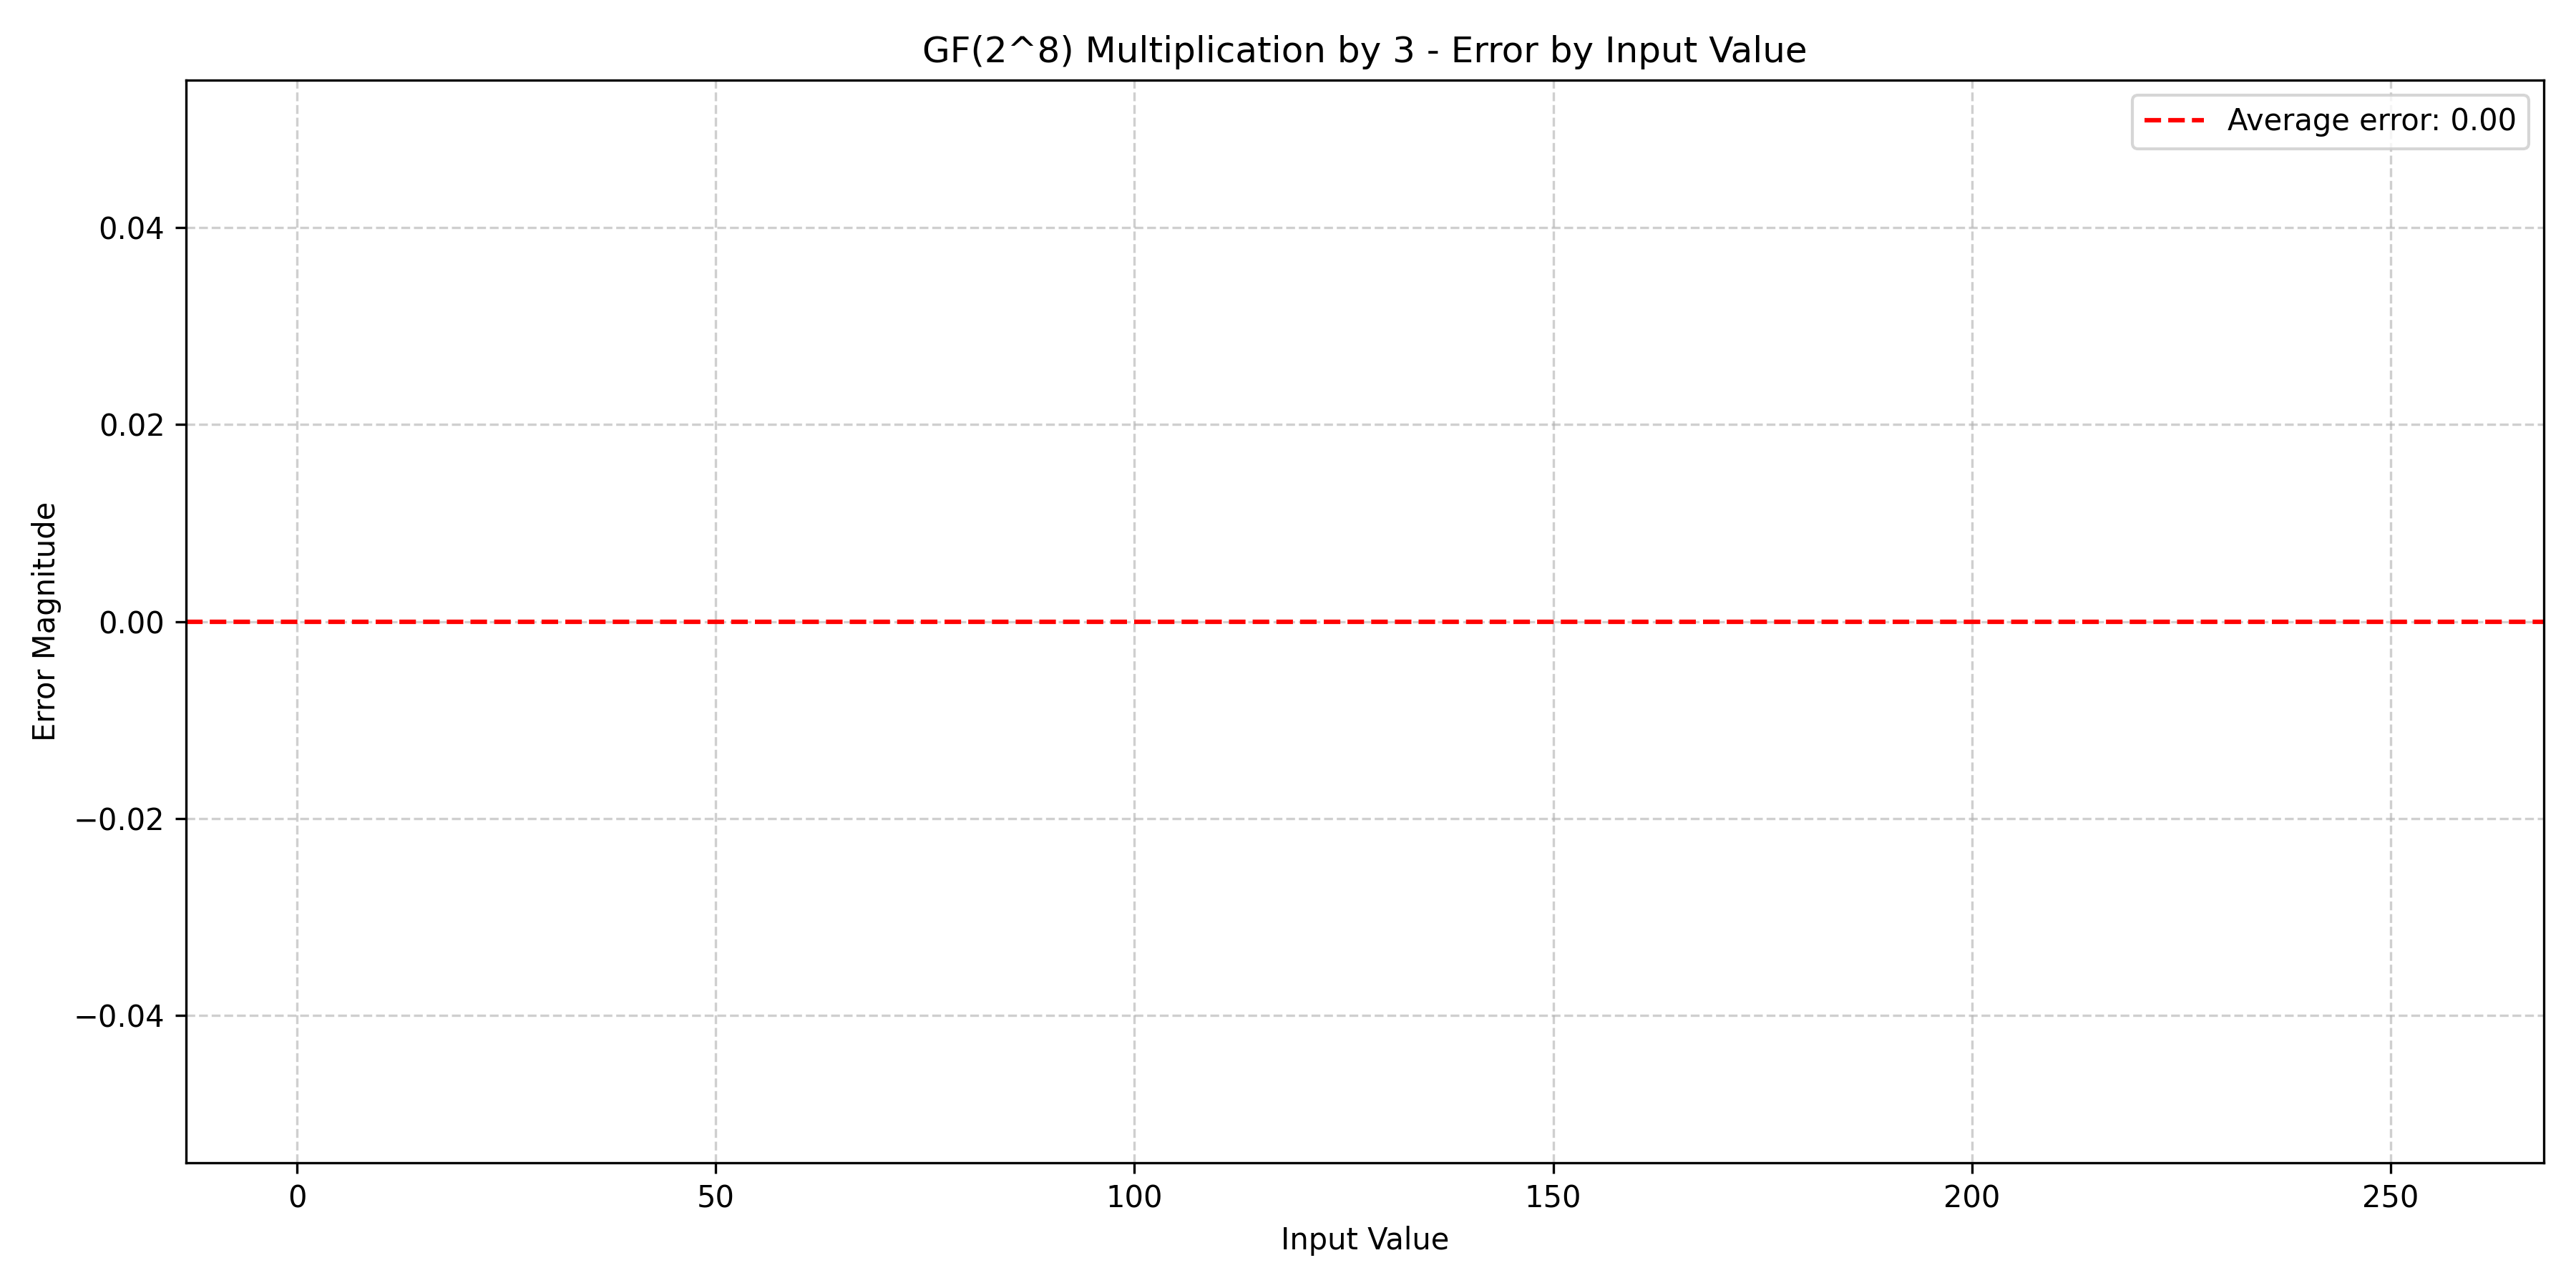 GF(2^8) Multiplication by 3 - Error by Input Value
Average error: 0.00
Error Magnitude
0.04
0.02
0.00
−0.02
−0.04
0 50 100 150 200 250
Input Value